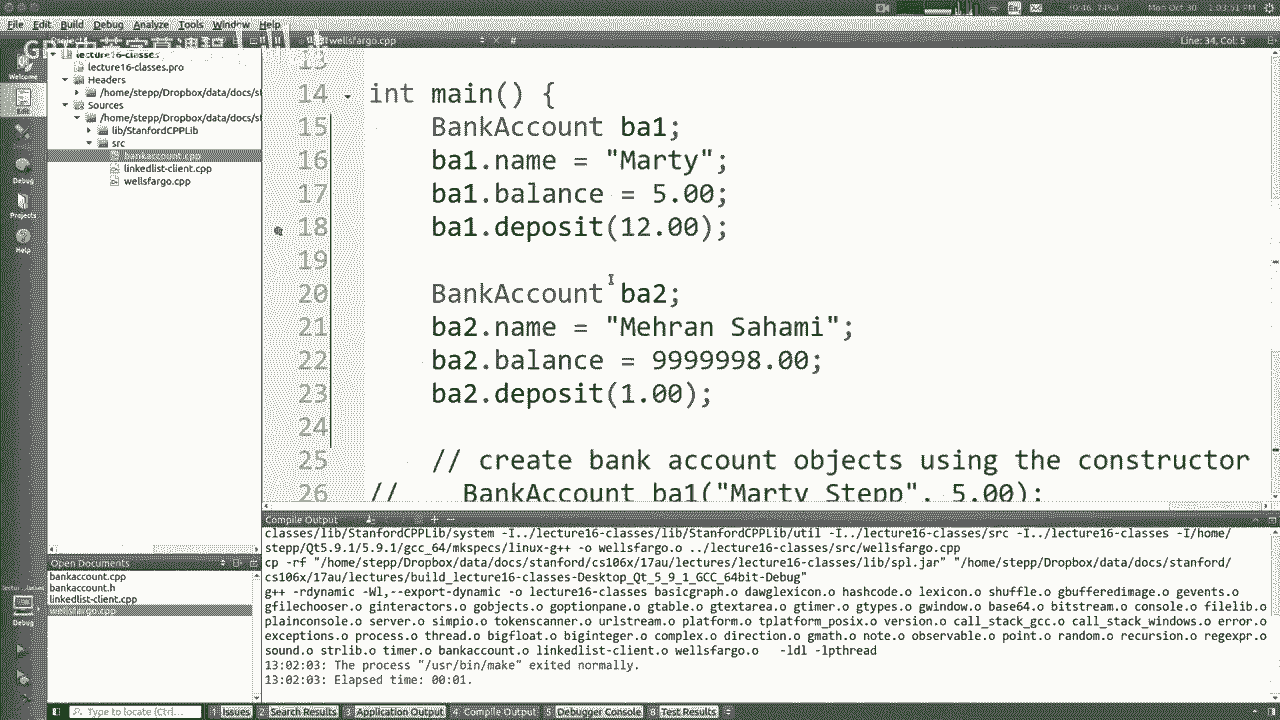 File Edit Build Debug Analyze Tools Window Help
Mon Oct 30 1:03:51 PM
GPT中英字幕课程
wellsfargo.cpp
Line: 34, Col: 5
Welcome
Edit
Debug
Projects
Help
Debug
lecture16-classes
lecture16-classes.pro
Headers
/home/stepp/Dropbox/data/docs/st
Sources
/home/stepp/Dropbox/data/docs/st
lib/StanfordCPPLib
src
bankaccount.cpp
linkedlist-client.cpp
wellsfargo.cpp
Open Documents
bankaccount.cpp
bankaccount.h
linkedlist-client.cpp
wellsfargo.cpp
13
14 int main() {
15 BankAccount ba1;
16 ba1.name = "Marty";
17 ba1.balance = 5.00;
18 ba1.deposit(12.00);
19
20 BankAccount ba2;
21 ba2.name = "Mehran Sahami";
22 ba2.balance = 9999998.00;
23 ba2.deposit(1.00);
24
25 // create bank account objects using the constructor
26 // BankAccount ba1("Marty Stepp", 5.00);
Compile Output
classes/lib/StanfordCPPLib/system -I../lecture16-classes/lib/StanfordCPPLib/util -I../lecture16-classes/src -I../lecture16-classes -I/home/
stepp/Qt5.9.1/5.9.1/gcc_64/mkspecs/linux-g++ -o wellsfargo.o ../lecture16-classes/src/wellsfargo.cpp
cp -rf "/home/stepp/Dropbox/data/docs/stanford/cs106x/17au/lectures/lecture16-classes/lib/spl.jar" "/home/stepp/Dropbox/data/docs/stanford/
cs106x/17au/lectures/build_lecture16-classes-Desktop_Qt_5_9_1_GCC_64bit-Debug"
g++ -rdynamic -Wl,--export-dynamic -o lecture16-classes basicgraph.o dawglexicon.o hashcode.o lexicon.o shuffle.o gbufferedimage.o gevents.o
gfilechooser.o ginteractors.o gobjects.o goptionpane.o gtable.o gtextarea.o gtimer.o gtypes.o gwindow.o base64.o bitstream.o console.o filelib.o
plainconsole.o server.o simpio.o tokenscanner.o urlstream.o platform.o tplatform_posix.o version.o call_stack_gcc.o call_stack_windows.o error.o
exceptions.o process.o thread.o bigfloat.o biginteger.o complex.o direction.o gmath.o note.o observable.o point.o random.o recursion.o regexpr.o
sound.o strlib.o timer.o bankaccount.o linkedlist-client.o wellsfargo.o -ldl -lpthread
13:02:03: The process "/usr/bin/make" exited normally.
13:02:03: Elapsed time: 00:01.
Type to locate (Ctrl... 1 Issues 2 Search Results 3 Application Output 4 Compile Output 5 Debugger Console 8 Test Results